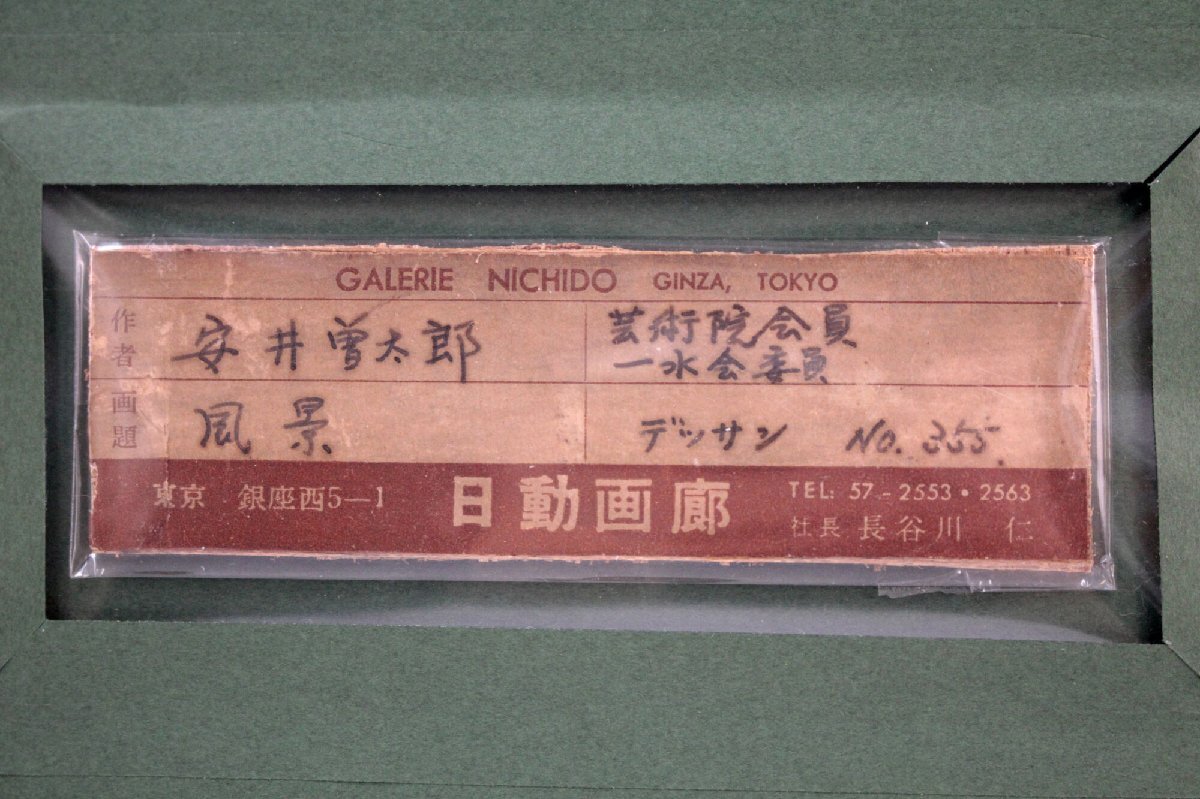 GALERIE NICHIDO GINZA, TOKYO
作者 安井曽太郎 芸術院会員
一水会委員
画題 風景 デッサン No. 355.
東京 銀座西5-1 日動画廊 TEL: 57-2553・2563
社長 長谷川 仁